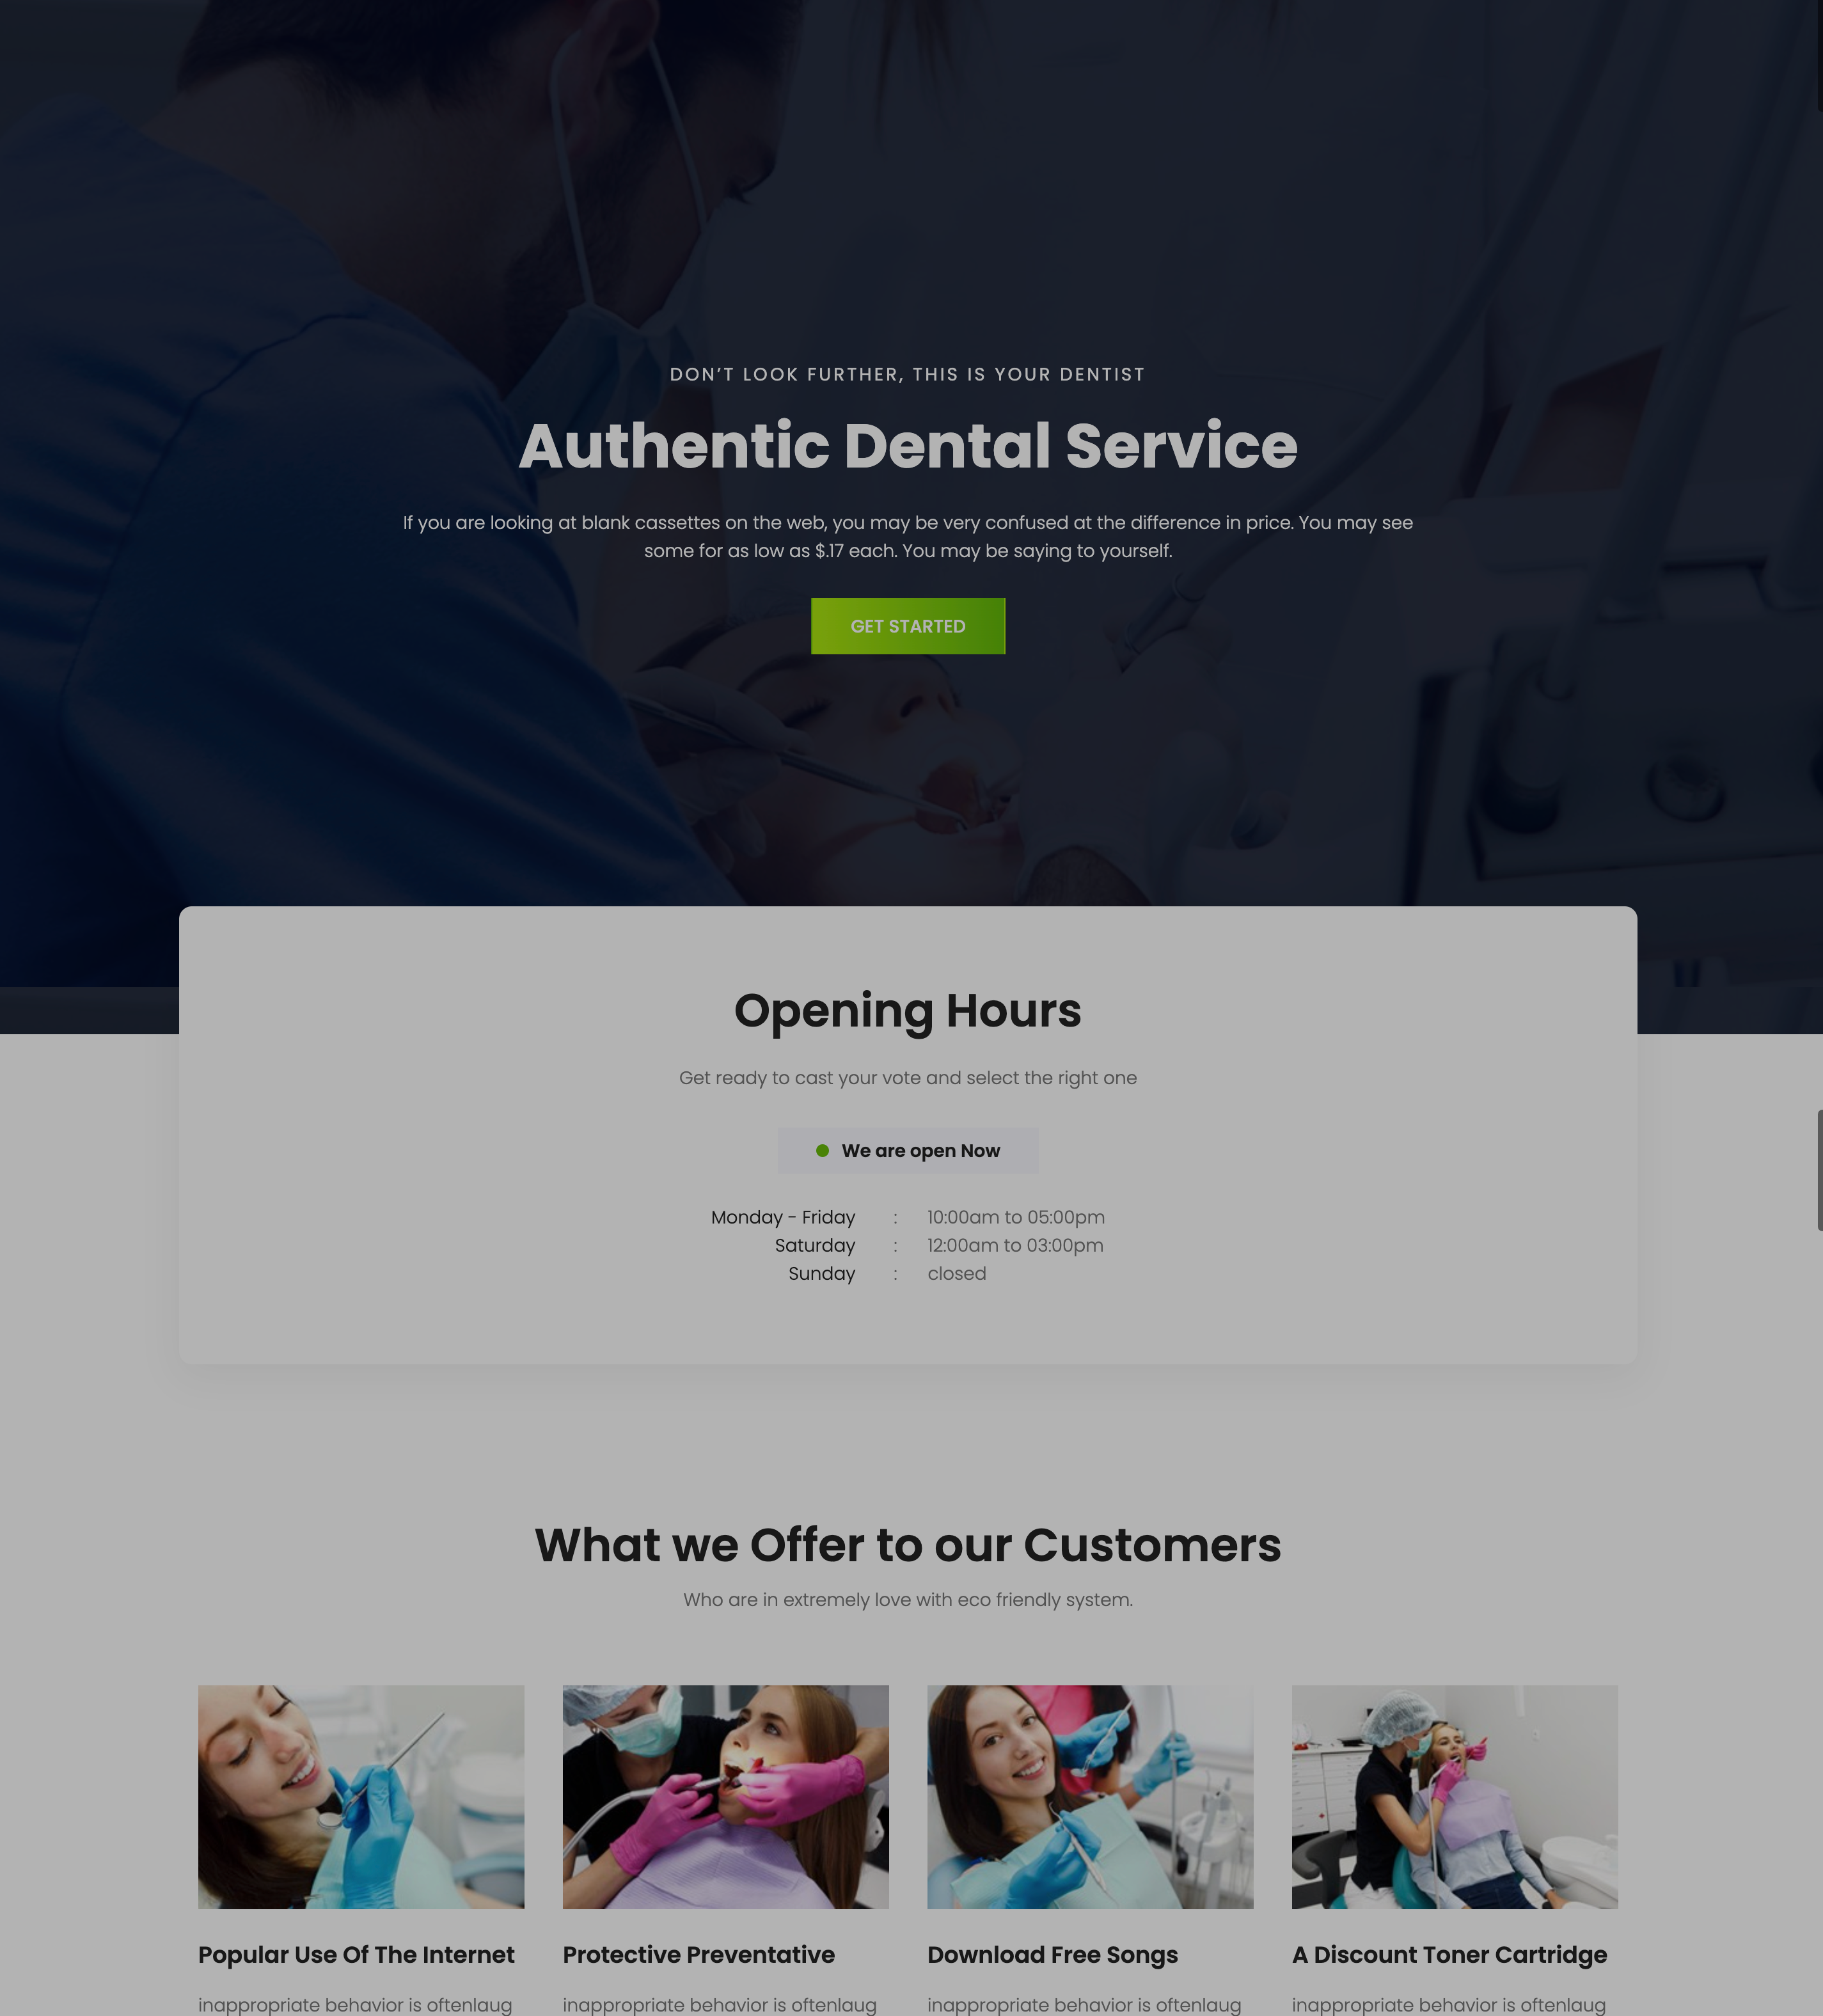 DON’T LOOK FURTHER, THIS IS YOUR DENTIST
Authentic Dental Service
If you are looking at blank cassettes on the web, you may be very confused at the difference in price. You may see
some for as low as $.17 each. You may be saying to yourself.
GET STARTED
Opening Hours
Get ready to cast your vote and select the right one
We are open Now
Monday - Friday : 10:00am to 05:00pm
Saturday : 12:00am to 03:00pm
Sunday : closed
What we Offer to our Customers
Who are in extremely love with eco friendly system.
Popular Use Of The Internet
inappropriate behavior is oftenlaug
Protective Preventative
inappropriate behavior is oftenlaug
Download Free Songs
inappropriate behavior is oftenlaug
A Discount Toner Cartridge
inappropriate behavior is oftenlaug